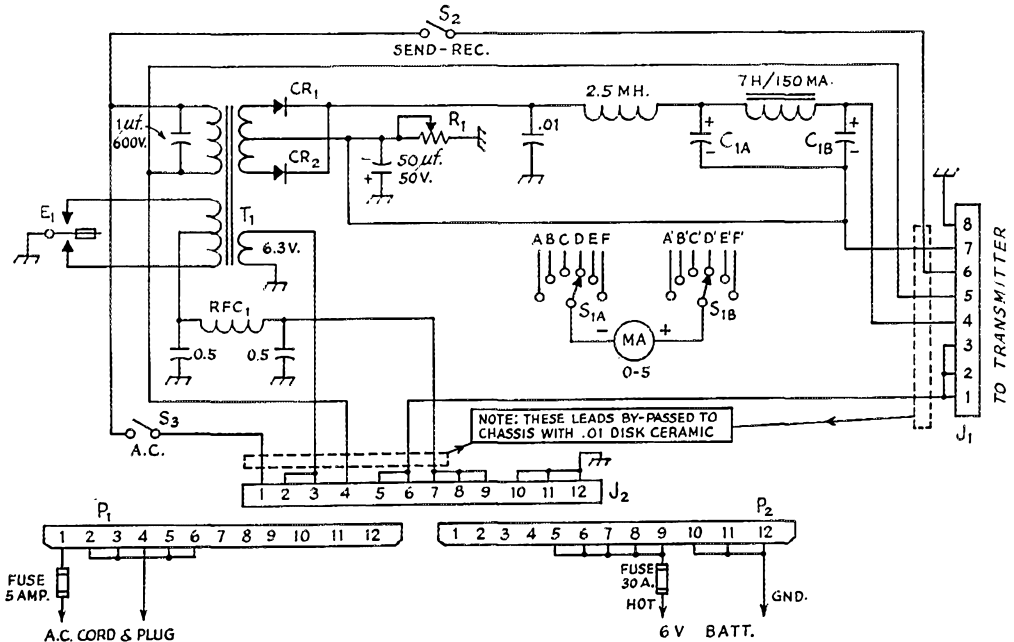 S2
SEND-REC.
CR1
2.5 MH.
7H/150 MA.
1 µf.
600V.
R1
.01
+
-
C1A
C1B
+
-
CR2
-
+
50 µf.
50 V.
E1
T1
6.3V.
8
7
6
5
4
3
2
1
TO TRANSMITTER
J1
A B C D E F
A' B' C' D' E' F'
S1A
S1B
-
MA
+
0-5
RFC1
0.5
0.5
S3
A.C.
NOTE: THESE LEADS BY-PASSED TO
CHASSIS WITH .01 DISK CERAMIC
1 2 3 4 5 6 7 8 9 10 11 12
J2
P1
1 2 3 4 5 6 7 8 9 10 11 12
P2
1 2 3 4 5 6 7 8 9 10 11 12
FUSE
5 AMP.
A.C. CORD & PLUG
FUSE
30 A.
HOT
GND.
6 V BATT.